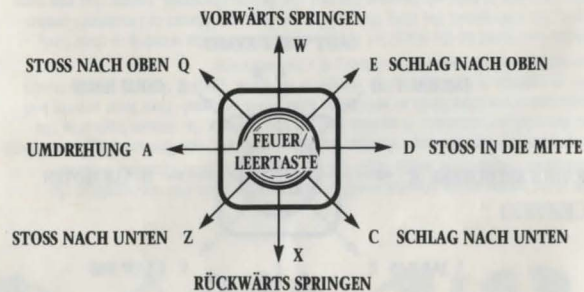 VORWÄRTS SPRINGEN
W
STOSS NACH OBEN Q
E SCHLAG NACH OBEN
UMDREHUNG A
FEUER/
LEERTASTE
D STOSS IN DIE MITTE
STOSS NACH UNTEN Z
C SCHLAG NACH UNTEN
X
RÜCKWÄRTS SPRINGEN